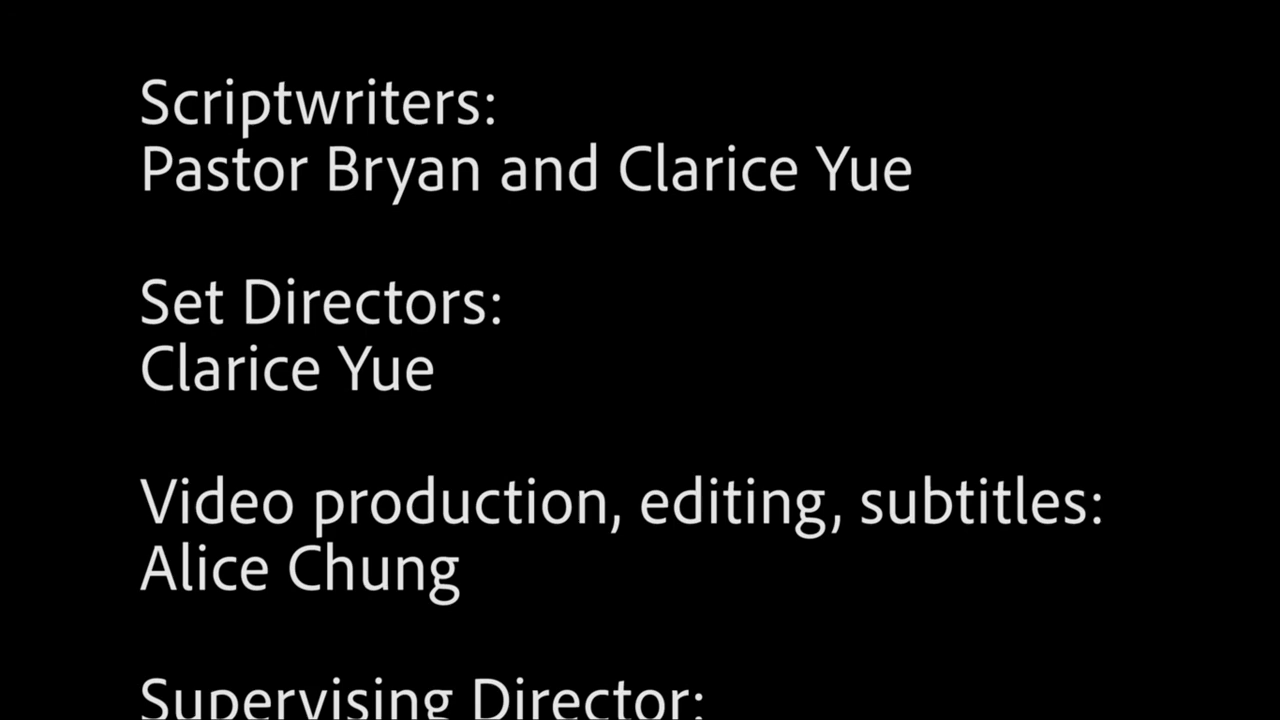 Scriptwriters:
Pastor Bryan and Clarice Yue
Set Directors:
Clarice Yue
Video production, editing, subtitles:
Alice Chung
Supervising Director: